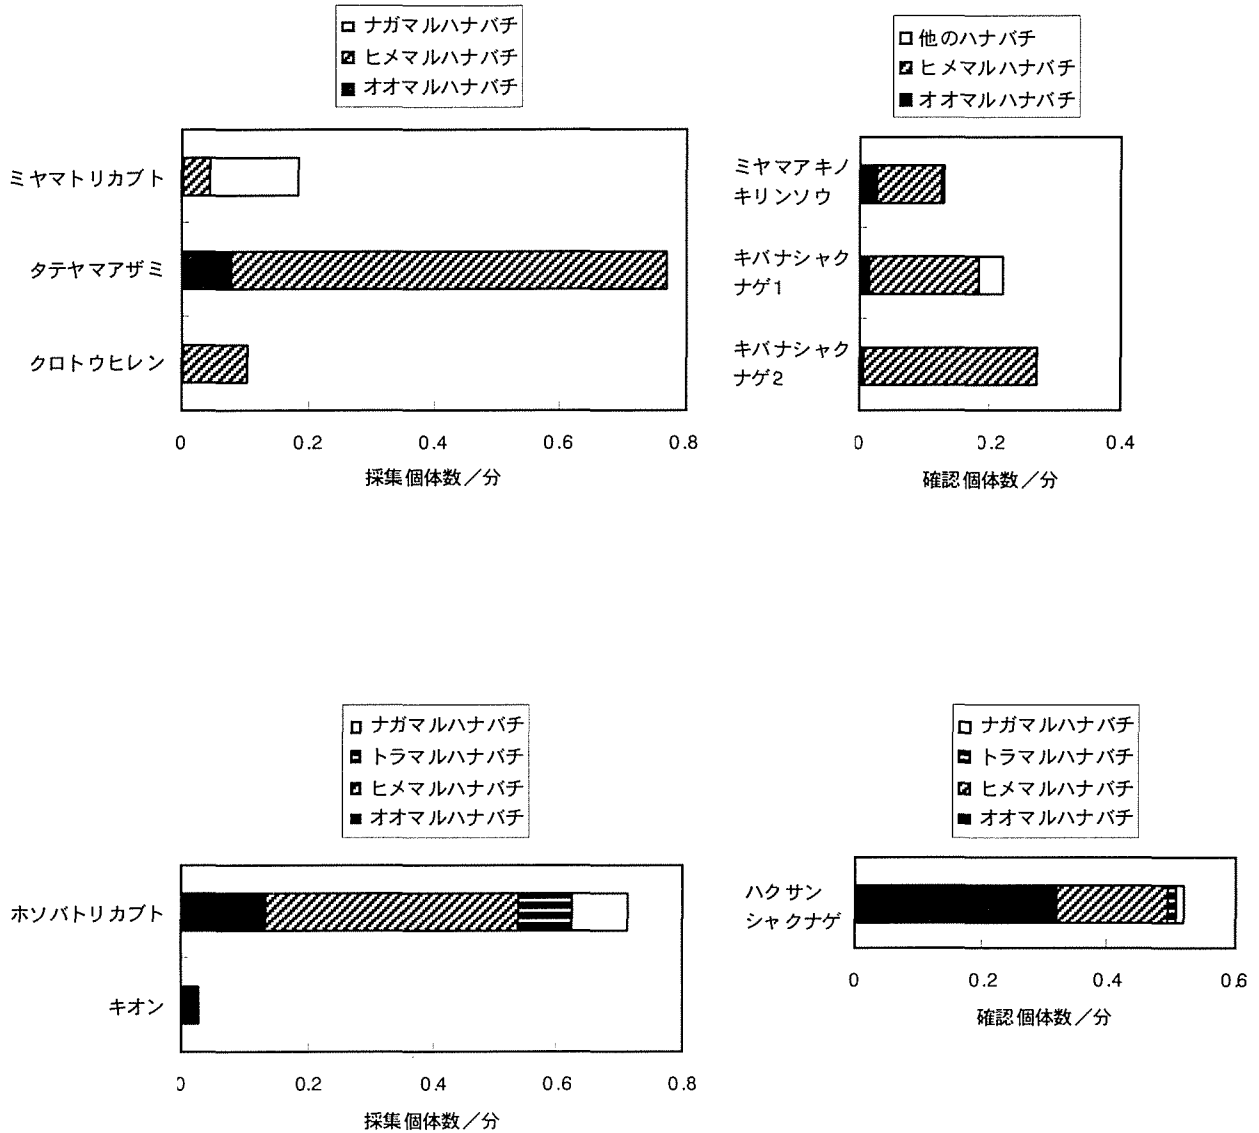 ナガマルハナバチ
ヒメマルハナバチ
オオマルハナバチ
ミヤマトリカブト
タテヤマアザミ
クロトウヒレン
0 0.2 0.4 0.6 0.8
採集個体数／分
他のハナバチ
ヒメマルハナバチ
オオマルハナバチ
ミヤマアキノ
キリンソウ
キバナシャク
ナゲ1
キバナシャク
ナゲ2
0 0.2 0.4
確認個体数／分
ナガマルハナバチ
トラマルハナバチ
ヒメマルハナバチ
オオマルハナバチ
ホソバトリカブト
キオン
0 0.2 0.4 0.6 0.8
採集個体数／分
ナガマルハナバチ
トラマルハナバチ
ヒメマルハナバチ
オオマルハナバチ
ハクサン
シャクナゲ
0 0.2 0.4 0.6
確認個体数／分